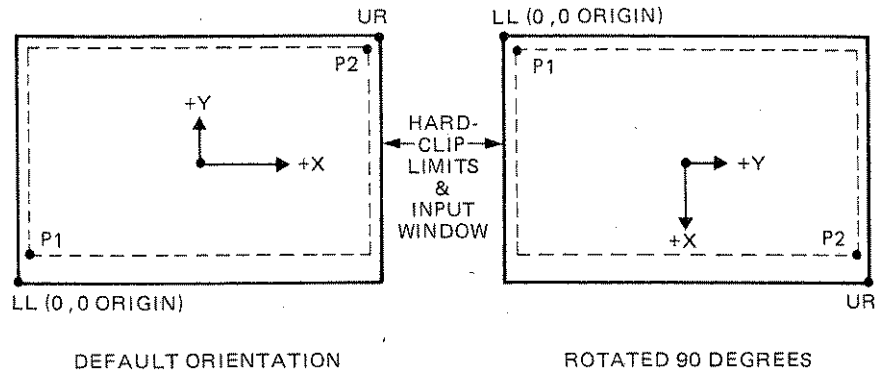 UR
P2
+Y
+X
P1
LL (0,0 ORIGIN)
DEFAULT ORIENTATION
HARD-
CLIP
LIMITS
&
INPUT
WINDOW
LL (0,0 ORIGIN)
P1
+Y
+X
P2
UR
ROTATED 90 DEGREES